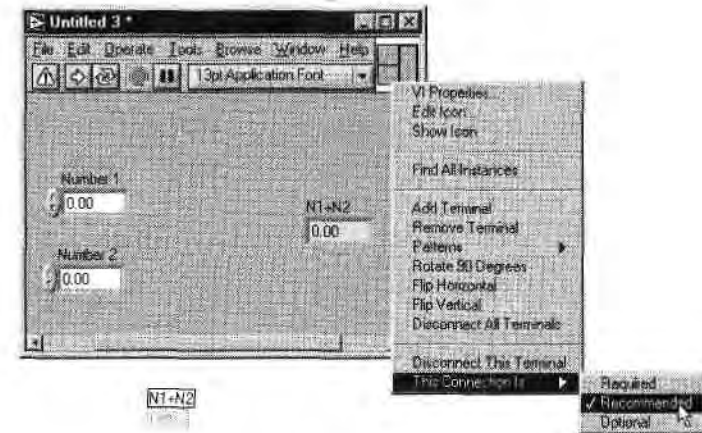 Untitled 3 *
File Edit Operate Tools Browse Window Help
13pt Application Font
Number 1
0.00
Number 2
0.00
N1+N2
0.00
VI Properties...
Edit Icon...
Show Icon
Find All Instances
Add Terminal
Remove Terminal
Patterns
Rotate 90 Degrees
Flip Horizontal
Flip Vertical
Disconnect All Terminals
Disconnect This Terminal
This Connection Is
Required
✓ Recommended
Optional
N1+N2